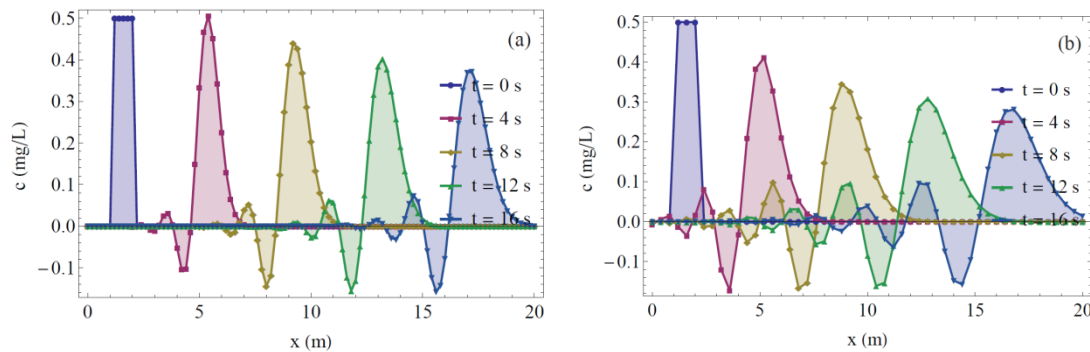 (a)
c (mg/L)
0.5
0.4
0.3
0.2
0.1
0.0
−0.1
0
5
10
15
20
x (m)
t = 0 s
t = 4 s
t = 8 s
t = 12 s
t = 16 s
(b)
c (mg/L)
0.5
0.4
0.3
0.2
0.1
0.0
−0.1
0
5
10
15
20
x (m)
t = 0 s
t = 4 s
t = 8 s
t = 12 s
t = 16 s